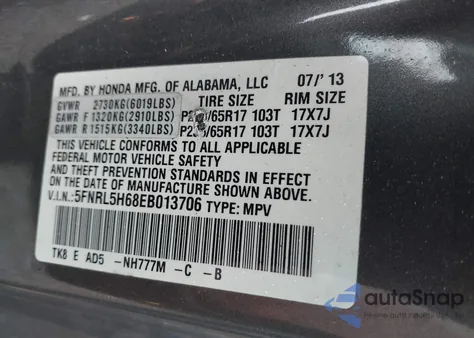 MFD. BY HONDA MFG. OF ALABAMA, LLC 07/'13
GVWR 2730KG(6019LBS) TIRE SIZE RIM SIZE
GAWR F 1320KG(2910LBS) /65R17 103T 17X7J
GAWR R 1515KG(3340LBS) /65R17 103T 17X7J
THIS VEHICLE CONFORMS TO ALL APPLICABLE
FEDERAL MOTOR VEHICLE SAFETY
AND THEFT PREVENTION STANDARDS IN EFFECT
ON THE DATE OF MANUFACTURE SHOWN ABOVE.
V.I.N.:5FNRL5H68EB013706 TYPE: MPV
TK8 E AD5 -NH777M -C -B
autoSnap